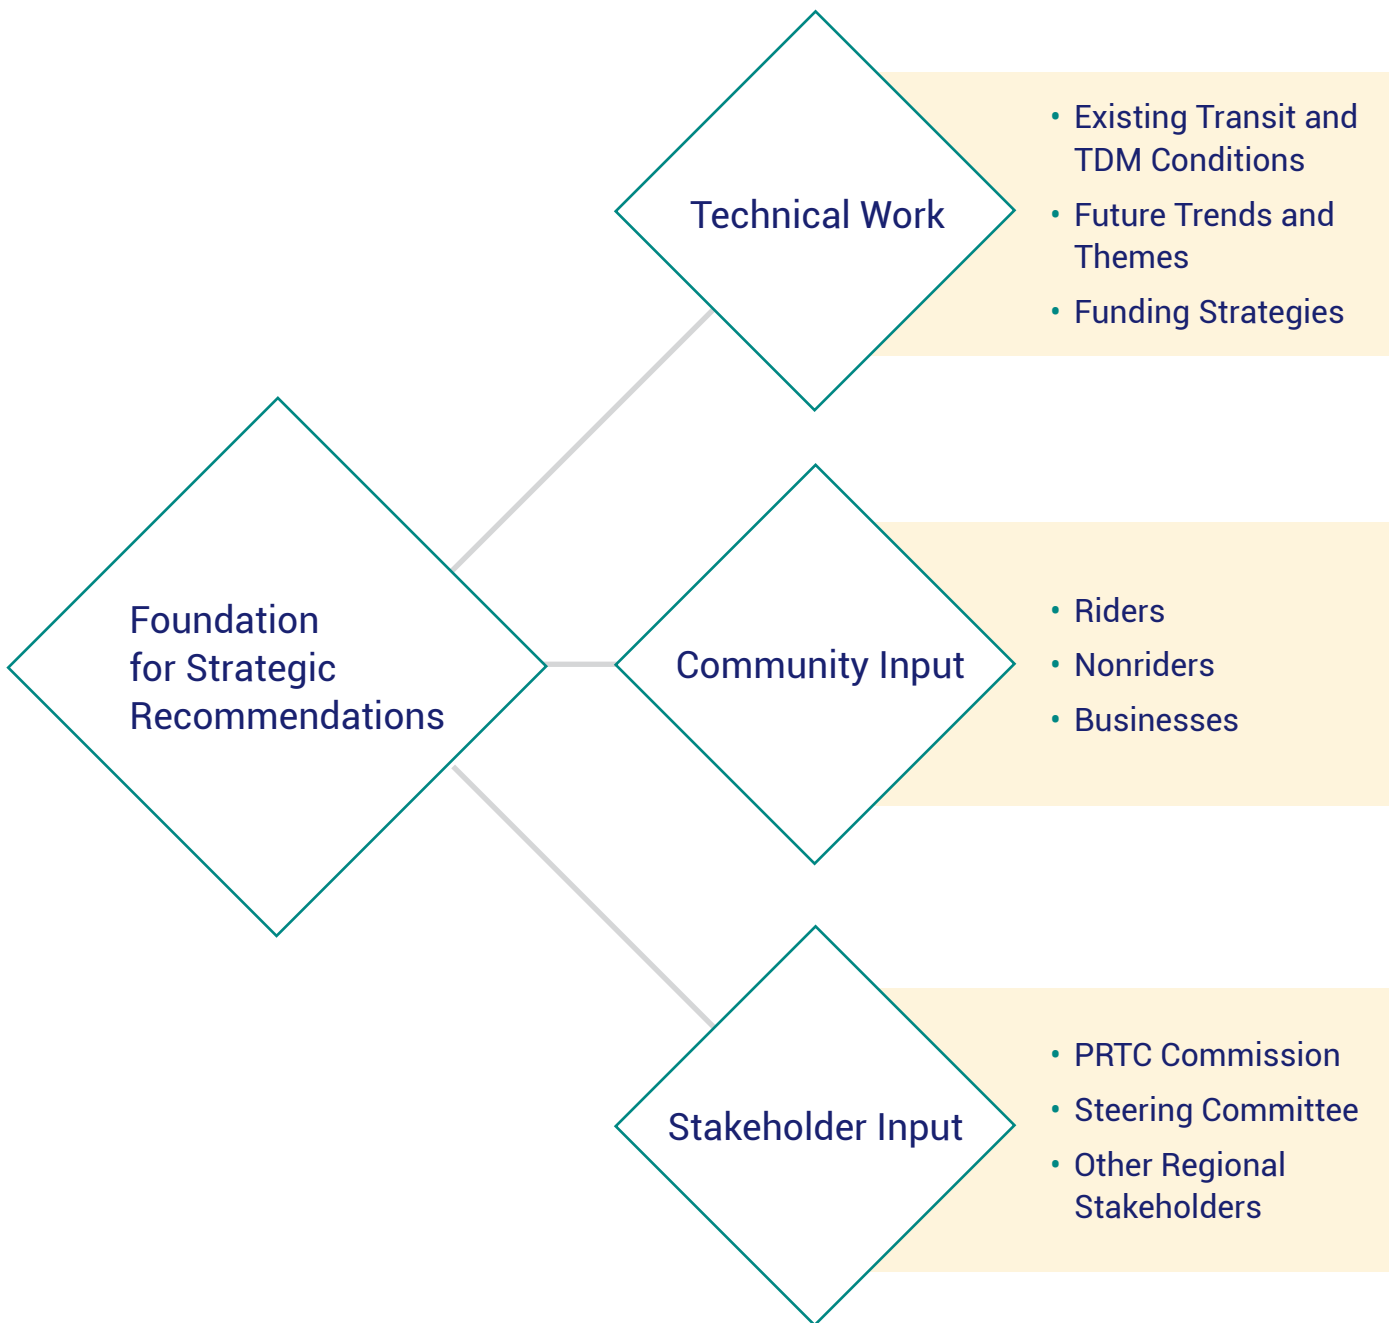 Foundation
for Strategic
Recommendations
Technical Work
• Existing Transit and
TDM Conditions
• Future Trends and
Themes
• Funding Strategies
Community Input
• Riders
• Nonriders
• Businesses
Stakeholder Input
• PRTC Commission
• Steering Committee
• Other Regional
Stakeholders